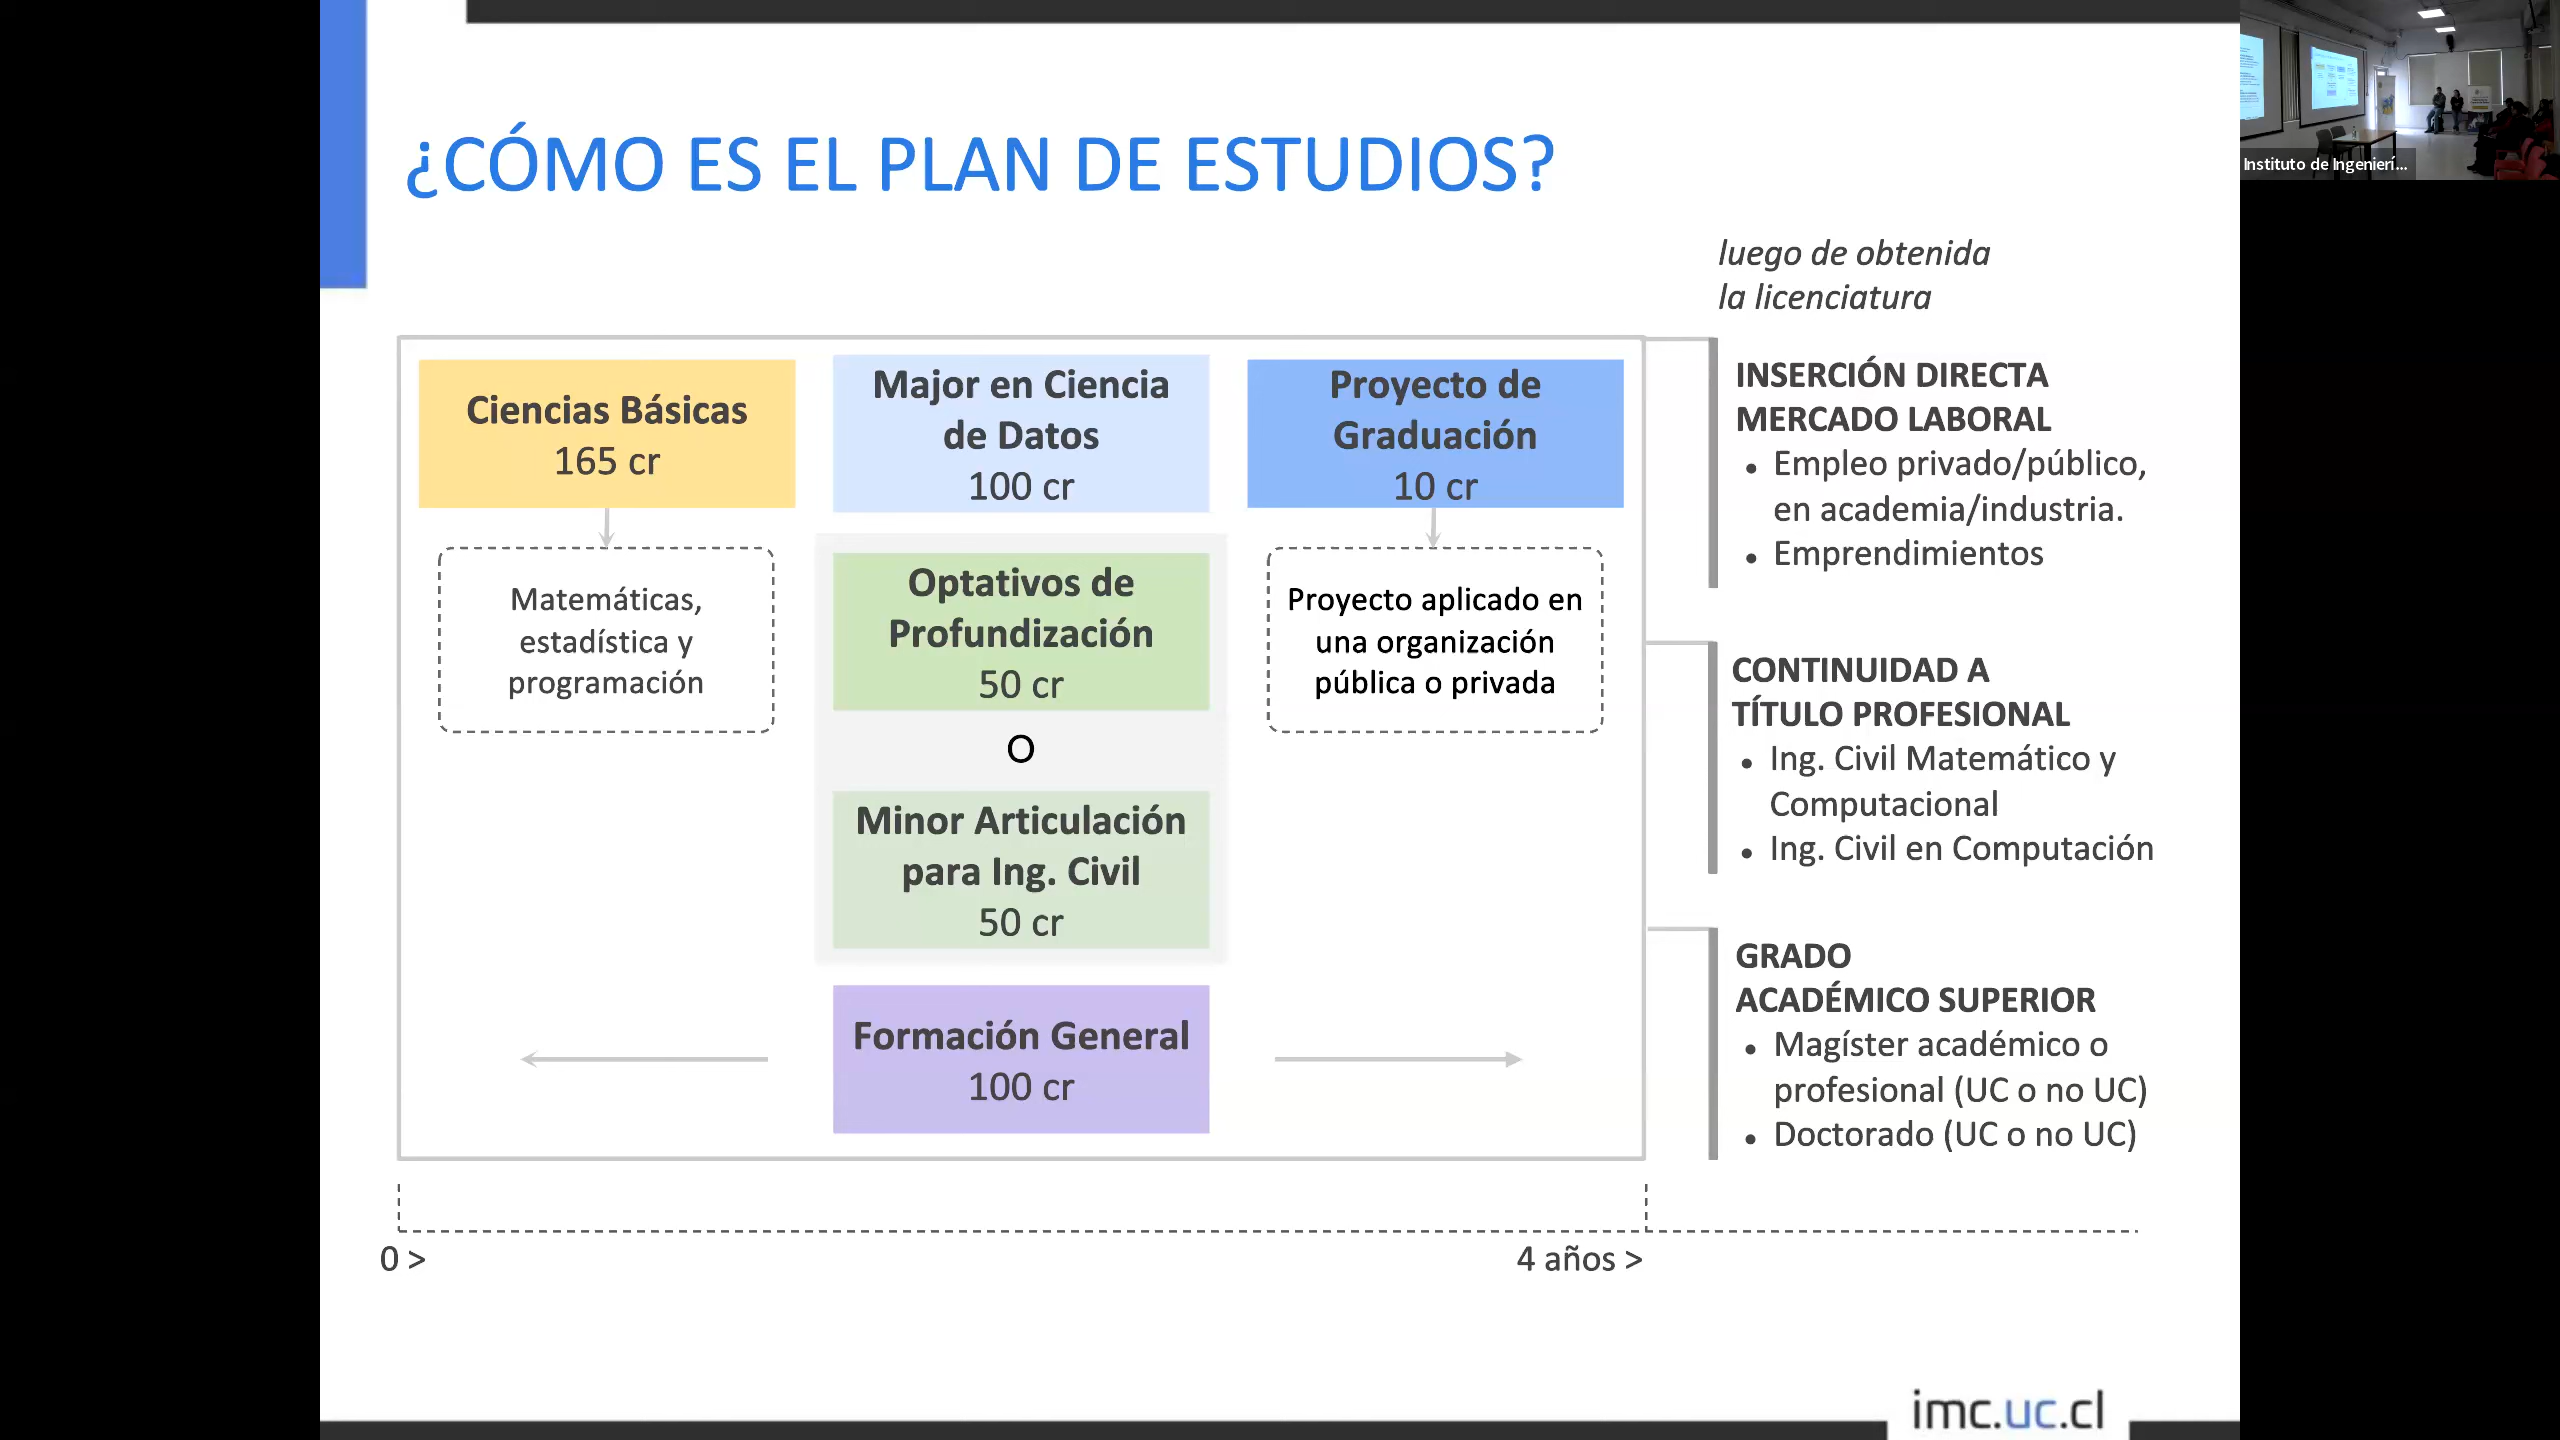 ¿CÓMO ES EL PLAN DE ESTUDIOS?
Instituto de Ingenierí...
luego de obtenida
la licenciatura
Ciencias Básicas
165 cr
Matemáticas,
estadística y
programación
Major en Ciencia
de Datos
100 cr
Optativos de
Profundización
50 cr
O
Minor Articulación
para Ing. Civil
50 cr
Formación General
100 cr
Proyecto de
Graduación
10 cr
Proyecto aplicado en
una organización
pública o privada
INSERCIÓN DIRECTA
MERCADO LABORAL
• Empleo privado/público,
en academia/industria.
• Emprendimientos
CONTINUIDAD A
TÍTULO PROFESIONAL
• Ing. Civil Matemático y
Computacional
• Ing. Civil en Computación
GRADO
ACADÉMICO SUPERIOR
• Magíster académico o
profesional (UC o no UC)
• Doctorado (UC o no UC)
0 >
4 años >
imc.uc.cl